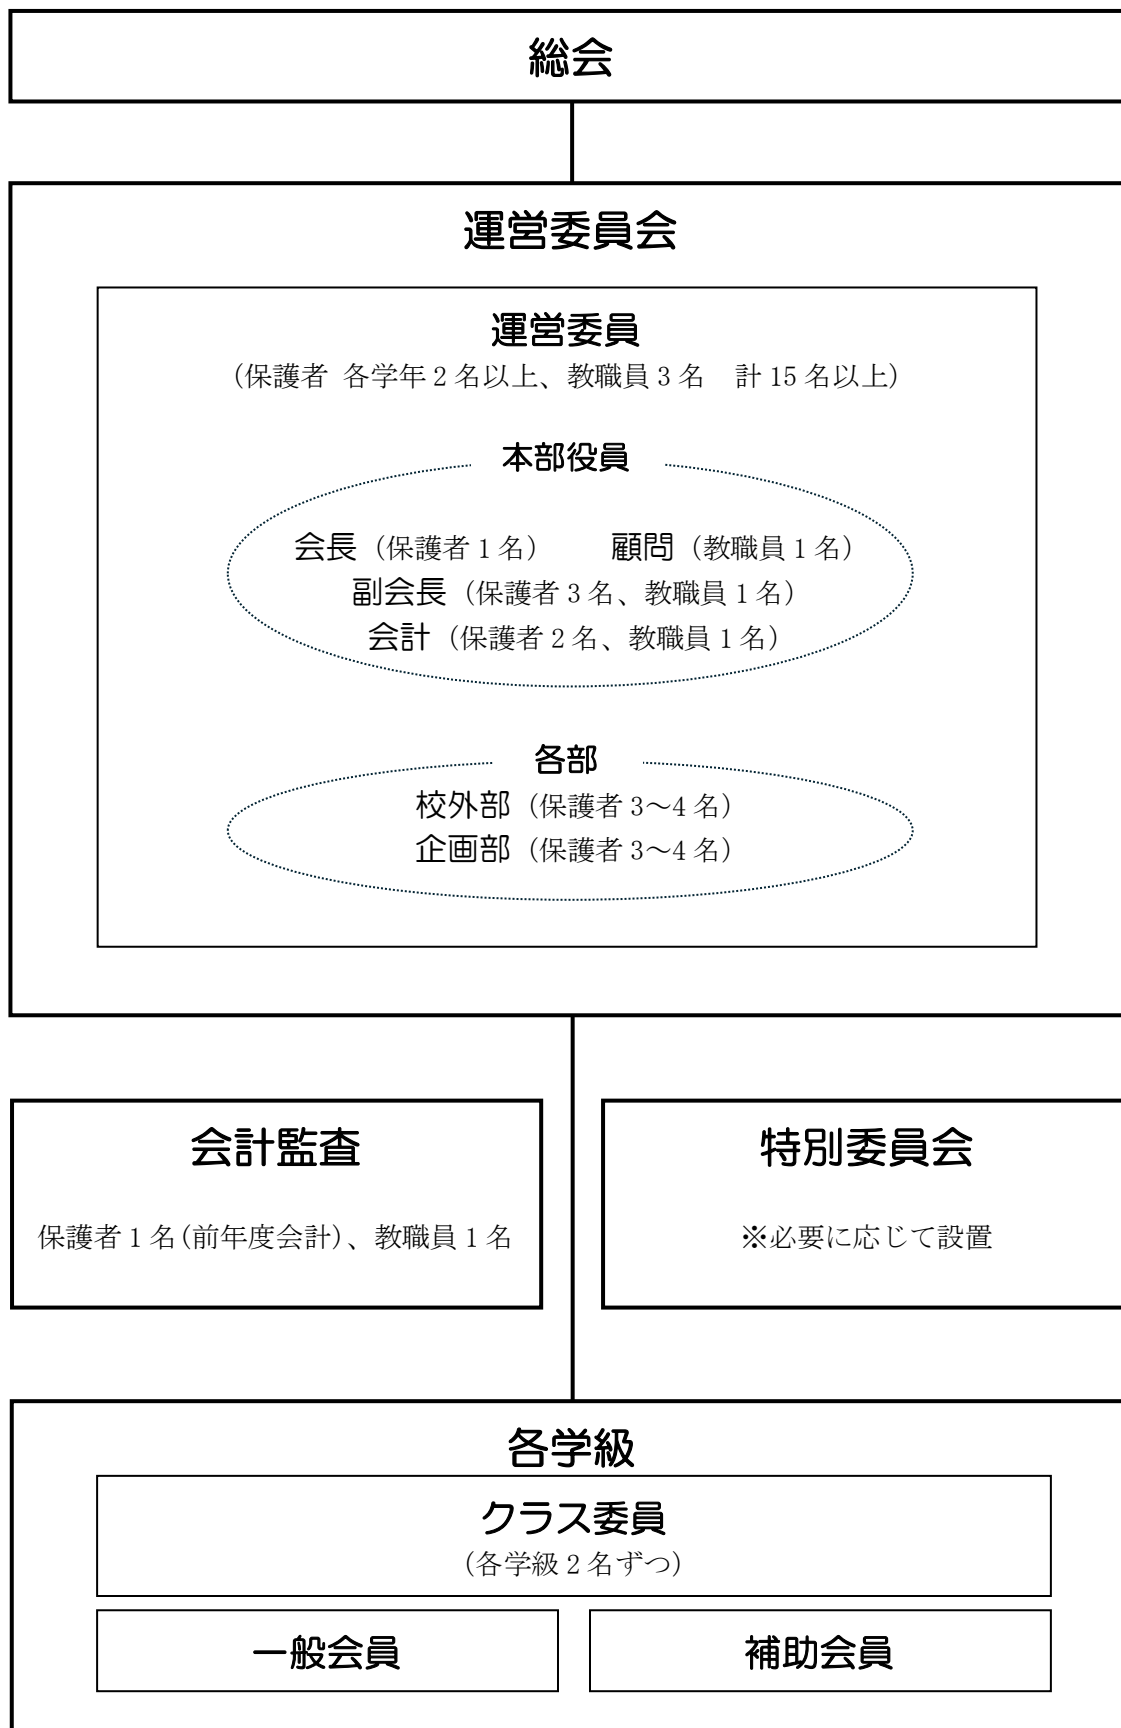 総会
運営委員会
運営委員
(保護者 各学年2名以上、教職員3名　計15名以上)
本部役員
会長(保護者1名)　　顧問(教職員1名)
副会長(保護者3名、教職員1名)
会計(保護者2名、教職員1名)
各部
校外部(保護者3～4名)
企画部(保護者3～4名)
会計監査
保護者1名(前年度会計)、教職員1名
特別委員会
※必要に応じて設置
各学級
クラス委員
(各学級2名ずつ)
一般会員
補助会員